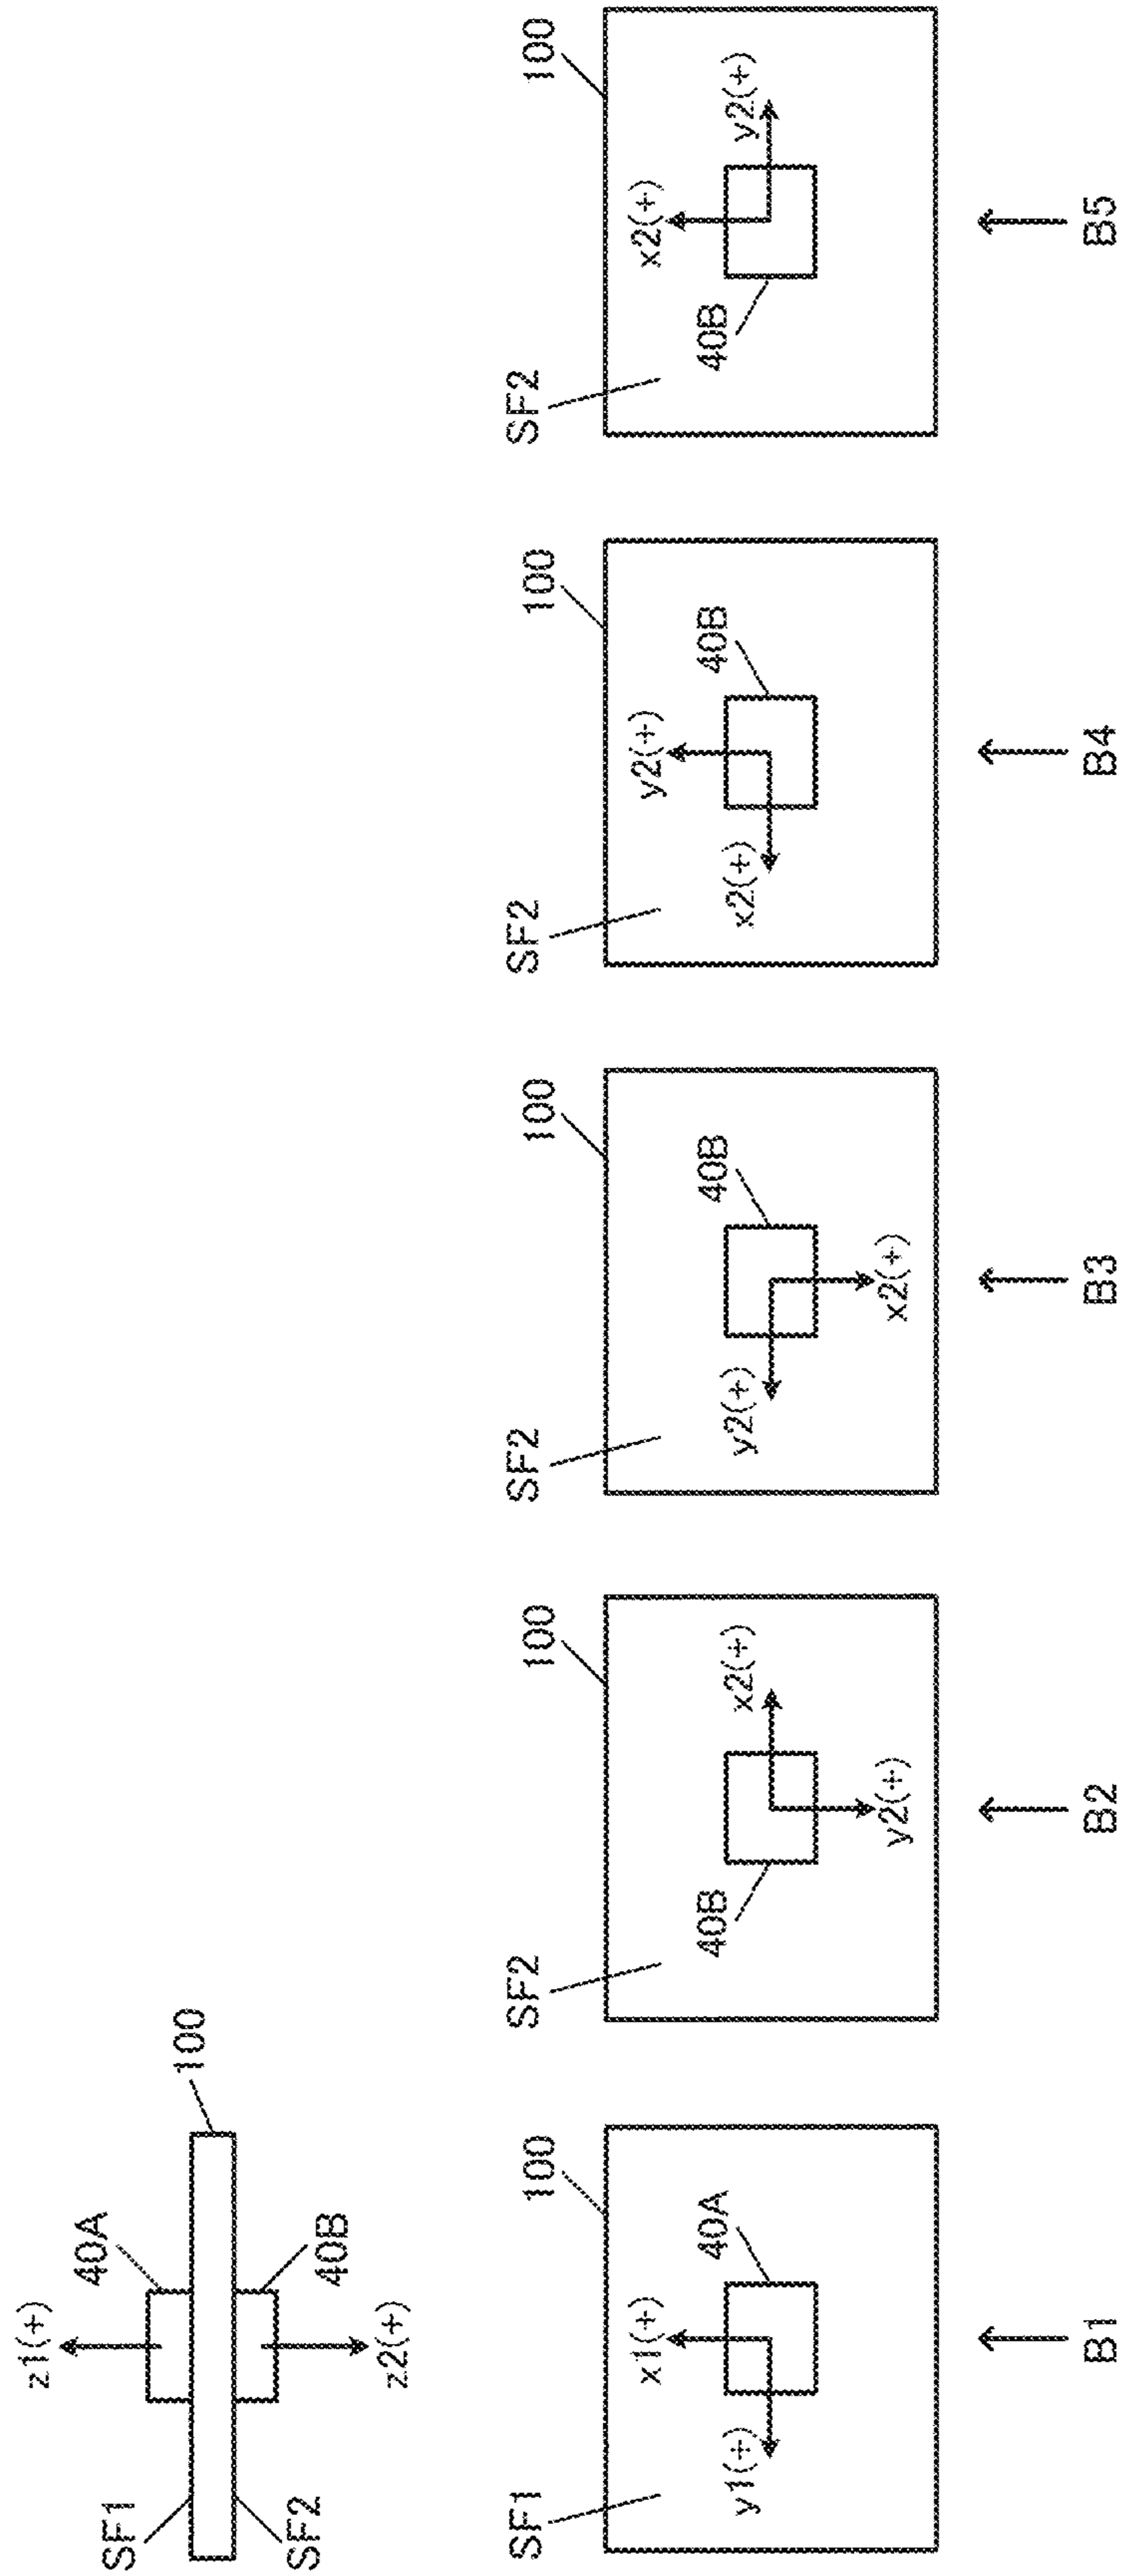 z1(+)
40A
100
SF1
SF2
40B
z2(+)
SF1
100
x1(+)
y1(+)
40A
B1
SF2
100
40B
x2(+)
y2(+)
B2
SF2
100
40B
y2(+)
x2(+)
B3
SF2
100
y2(+)
40B
x2(+)
B4
SF2
100
x2(+)
40B
y2(+)
B5